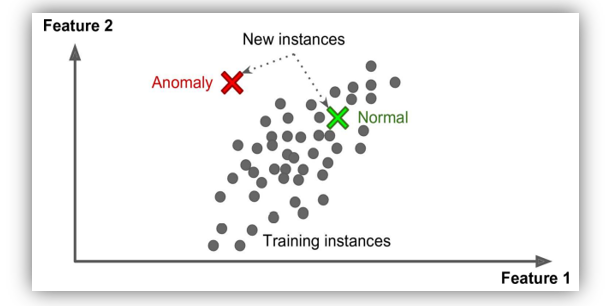 Feature 2
New instances
Anomaly
Normal
Training instances
Feature 1